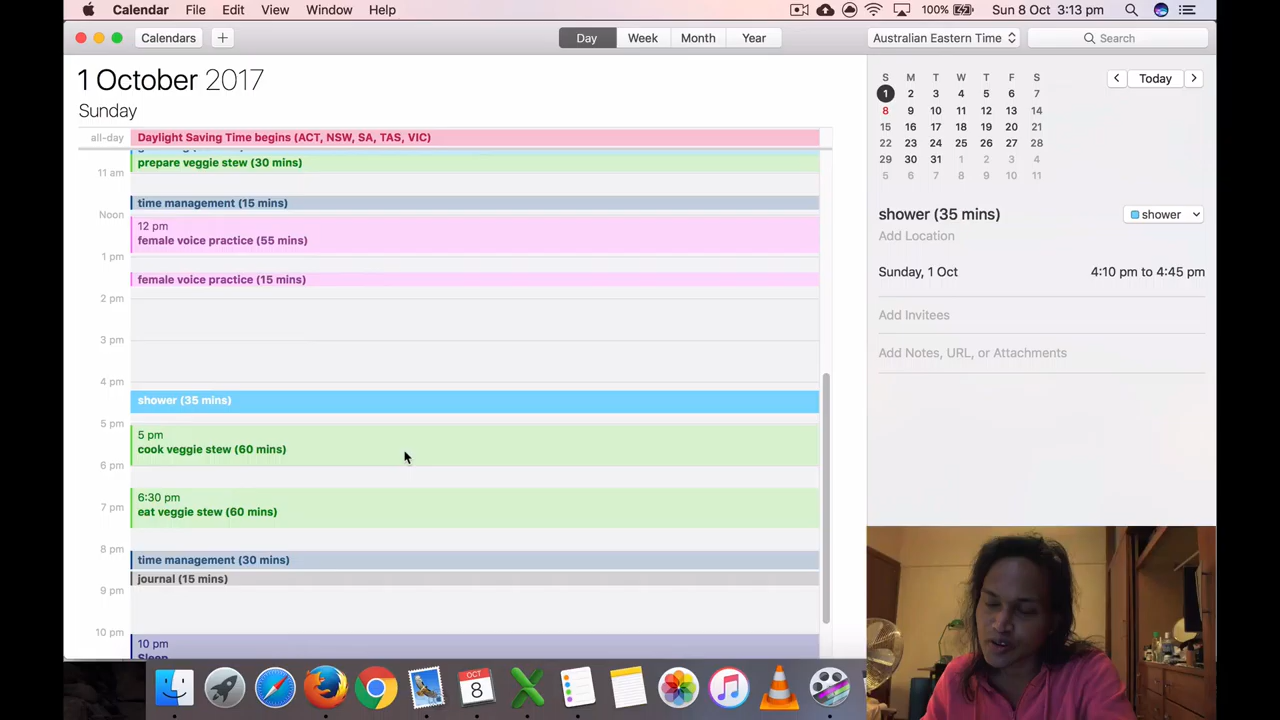 Calendar File Edit View Window Help 100% Sun 8 Oct 3:13 pm
Calendars + Day Week Month Year Australian Eastern Time Search
1 October 2017
Sunday
all-day Daylight Saving Time begins (ACT, NSW, SA, TAS, VIC)
prepare veggie stew (30 mins)
11 am
time management (15 mins)
Noon
12 pm
female voice practice (55 mins)
1 pm
female voice practice (15 mins)
2 pm
3 pm
4 pm
shower (35 mins)
5 pm
5 pm
cook veggie stew (60 mins)
6 pm
6:30 pm
7 pm
eat veggie stew (60 mins)
8 pm
time management (30 mins)
journal (15 mins)
9 pm
10 pm
10 pm
Sleep
S M T W T F S
< Today >
1 2 3 4 5 6 7
8 9 10 11 12 13 14
15 16 17 18 19 20 21
22 23 24 25 26 27 28
29 30 31 1 2 3 4
5 6 7 8 9 10 11
shower (35 mins) shower
Add Location
Sunday, 1 Oct 4:10 pm to 4:45 pm
Add Invitees
Add Notes, URL, or Attachments
OCT
8